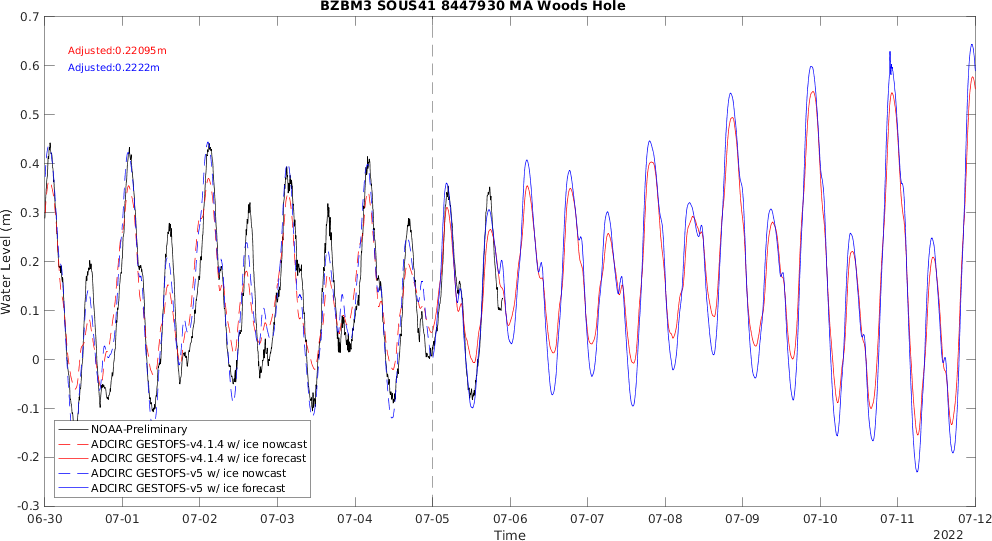 BZBM3 SOUS41 8447930 MA Woods Hole
Adjusted:0.22095m
Adjusted:0.2222m
Water Level (m)
0.7
0.6
0.5
0.4
0.3
0.2
0.1
0
-0.1
-0.2
-0.3
NOAA-Preliminary
ADCIRC GESTOFS-v4.1.4 w/ ice nowcast
ADCIRC GESTOFS-v4.1.4 w/ ice forecast
ADCIRC GESTOFS-v5 w/ ice nowcast
ADCIRC GESTOFS-v5 w/ ice forecast
06-30 07-01 07-02 07-03 07-04 07-05 07-06 07-07 07-08 07-09 07-10 07-11 07-12
Time
2022